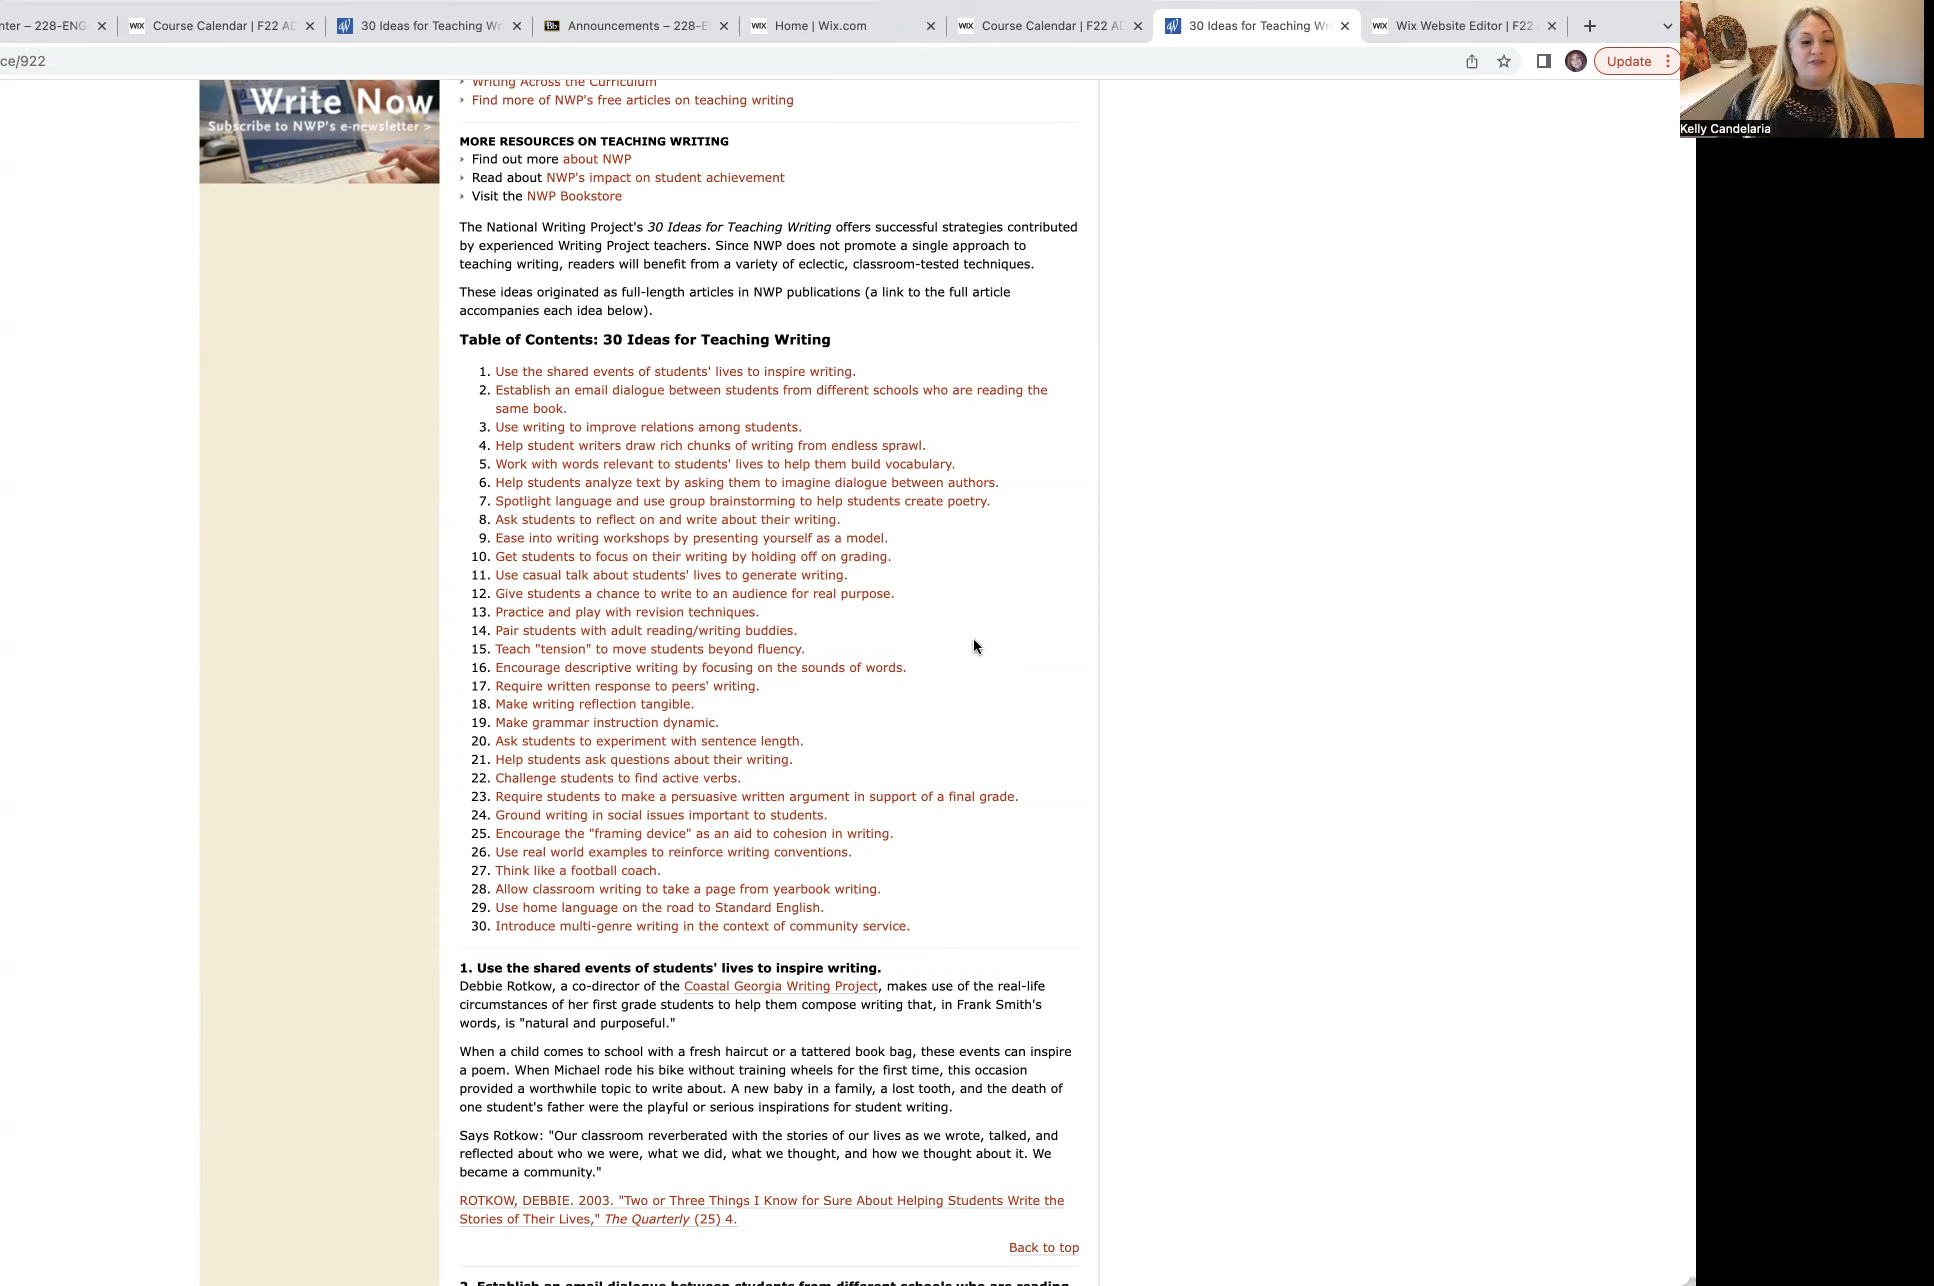 nter – 228-ENG
WIX Course Calendar | F22 AD
30 Ideas for Teaching Wr
Bb Announcements – 228-E
WIX Home | Wix.com
WIX Course Calendar | F22 AD
30 Ideas for Teaching Wr
WIX Wix Website Editor | F22
ce/922
Update
Kelly Candelaria
Write Now
Subscribe to NWP's e-newsletter >
Writing Across the Curriculum
Find more of NWP's free articles on teaching writing
MORE RESOURCES ON TEACHING WRITING
Find out more about NWP
Read about NWP's impact on student achievement
Visit the NWP Bookstore
The National Writing Project's 30 Ideas for Teaching Writing offers successful strategies contributed
by experienced Writing Project teachers. Since NWP does not promote a single approach to
teaching writing, readers will benefit from a variety of eclectic, classroom-tested techniques.
These ideas originated as full-length articles in NWP publications (a link to the full article
accompanies each idea below).
Table of Contents: 30 Ideas for Teaching Writing
1. Use the shared events of students' lives to inspire writing.
2. Establish an email dialogue between students from different schools who are reading the
same book.
3. Use writing to improve relations among students.
4. Help student writers draw rich chunks of writing from endless sprawl.
5. Work with words relevant to students' lives to help them build vocabulary.
6. Help students analyze text by asking them to imagine dialogue between authors.
7. Spotlight language and use group brainstorming to help students create poetry.
8. Ask students to reflect on and write about their writing.
9. Ease into writing workshops by presenting yourself as a model.
10. Get students to focus on their writing by holding off on grading.
11. Use casual talk about students' lives to generate writing.
12. Give students a chance to write to an audience for real purpose.
13. Practice and play with revision techniques.
14. Pair students with adult reading/writing buddies.
15. Teach "tension" to move students beyond fluency.
16. Encourage descriptive writing by focusing on the sounds of words.
17. Require written response to peers' writing.
18. Make writing reflection tangible.
19. Make grammar instruction dynamic.
20. Ask students to experiment with sentence length.
21. Help students ask questions about their writing.
22. Challenge students to find active verbs.
23. Require students to make a persuasive written argument in support of a final grade.
24. Ground writing in social issues important to students.
25. Encourage the "framing device" as an aid to cohesion in writing.
26. Use real world examples to reinforce writing conventions.
27. Think like a football coach.
28. Allow classroom writing to take a page from yearbook writing.
29. Use home language on the road to Standard English.
30. Introduce multi-genre writing in the context of community service.
1. Use the shared events of students' lives to inspire writing.
Debbie Rotkow, a co-director of the Coastal Georgia Writing Project, makes use of the real-life
circumstances of her first grade students to help them compose writing that, in Frank Smith's
words, is "natural and purposeful."
When a child comes to school with a fresh haircut or a tattered book bag, these events can inspire
a poem. When Michael rode his bike without training wheels for the first time, this occasion
provided a worthwhile topic to write about. A new baby in a family, a lost tooth, and the death of
one student's father were the playful or serious inspirations for student writing.
Says Rotkow: "Our classroom reverberated with the stories of our lives as we wrote, talked, and
reflected about who we were, what we did, what we thought, and how we thought about it. We
became a community."
ROTKOW, DEBBIE. 2003. "Two or Three Things I Know for Sure About Helping Students Write the
Stories of Their Lives," The Quarterly (25) 4.
Back to top
2. Establish an email dialogue between students from different schools who are reading